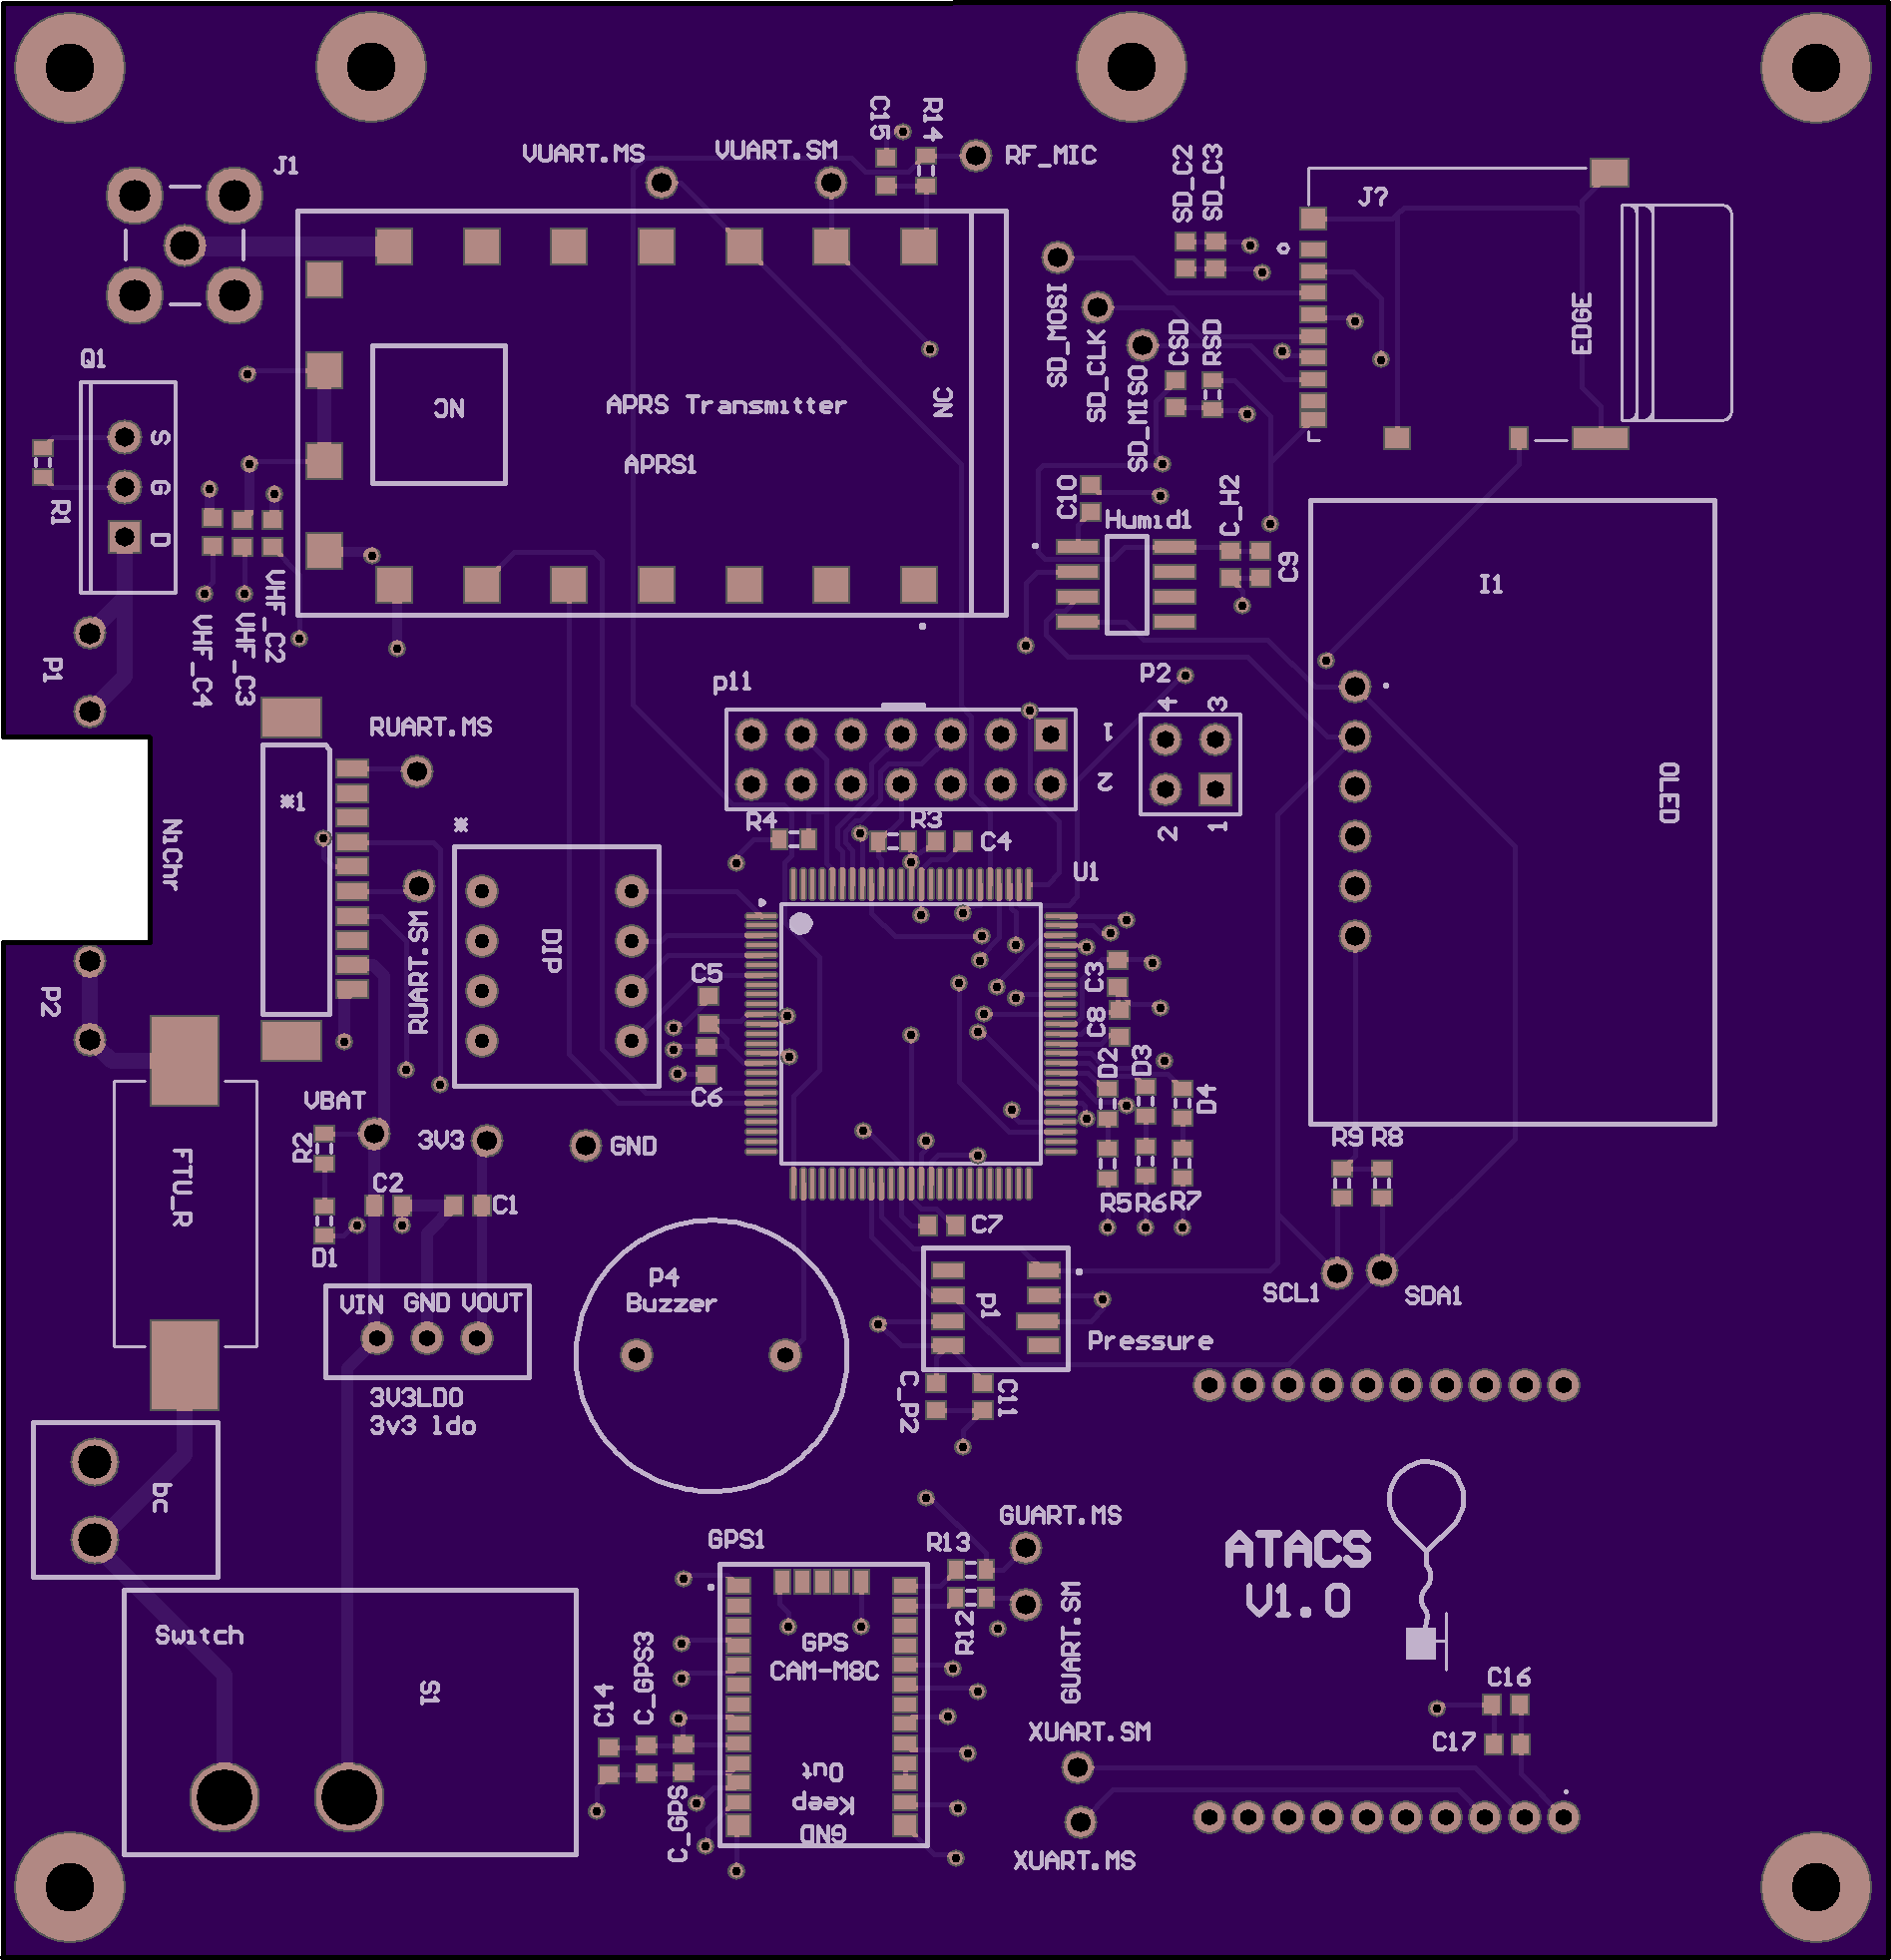 C15
R14
VUART.MS
VUART.SM
RF_MIC
J1
SD_C2
SD_C3
J?
EDGE
SD_MOSI
SD_CLK
SD_MISO
CSD
RSD
Q1
S
G
D
R1
NC
APRS Transmitter
APRS1
NC
C10
Humid1
C_H2
C9
I1
OLED
VHF_C2
VHF_C3
VHF_C4
P1
p11
1
2
P2
4
3
2
1
RUART.MS
*1
*
NiChr
R4
R3
C4
U1
RUART.SM
DIP
C5
C6
C3
C8
D2
D3
D4
P2
VBAT
R2
3V3
GND
R5
R6
R7
R9
R8
FTU_R
C2
C1
D1
C7
P4
Buzzer
p1
Pressure
SCL1
SDA1
VIN
GND
VOUT
3V3LDO
3v3 ldo
C_P2
C11
bc
GPS1
R13
GUART.MS
R12
GUART.SM
ATACS
V1.0
Switch
S1
GPS
CAM-M8C
Out
Keep
GND
C14
C_GPS3
C_GPS
XUART.SM
XUART.MS
C16
C17